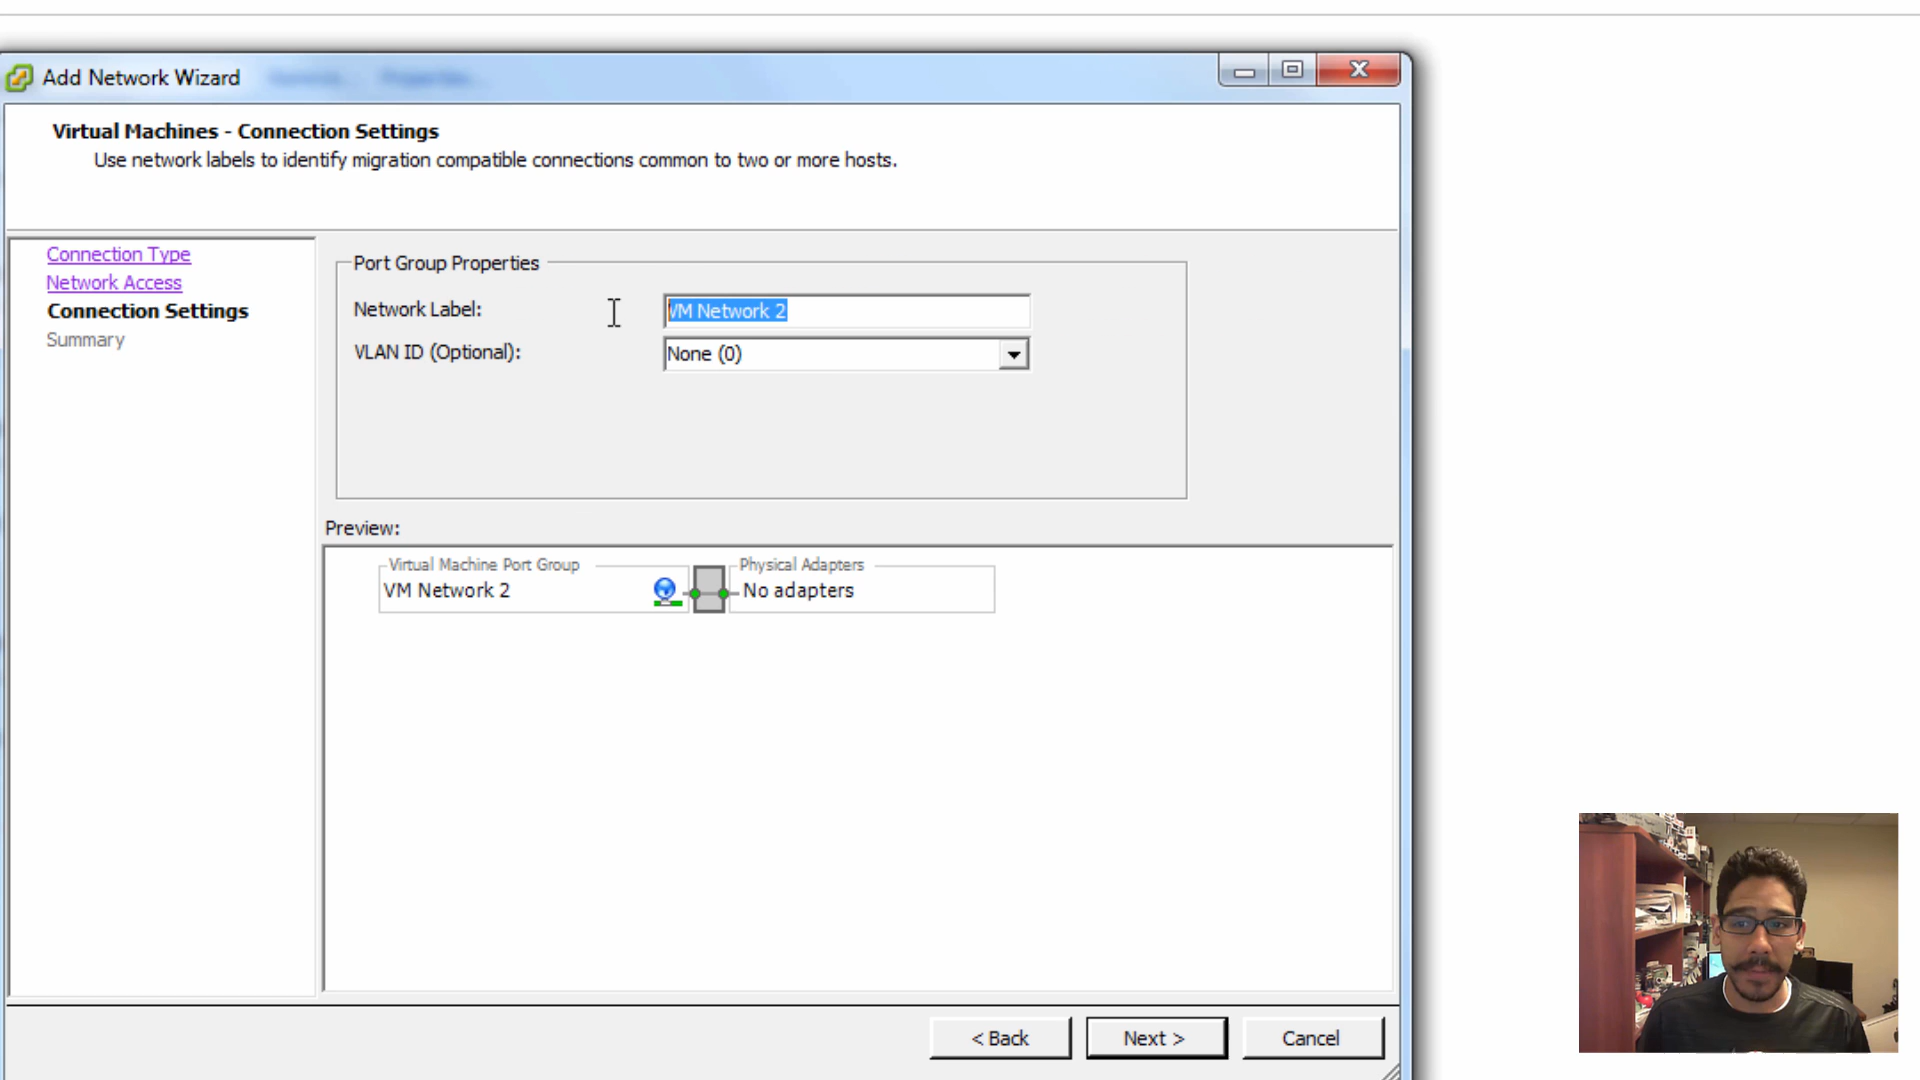 Add Network Wizard
Virtual Machines - Connection Settings
Use network labels to identify migration compatible connections common to two or more hosts.
Connection Type
Network Access
Connection Settings
Summary
Port Group Properties
Network Label:
VM Network 2
VLAN ID (Optional):
None (0)
Preview:
Virtual Machine Port Group
VM Network 2
Physical Adapters
No adapters
< Back
Next >
Cancel